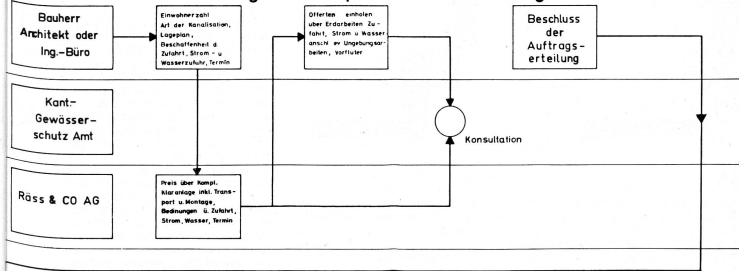 Bauherr
Architekt oder
Ing.-Büro
Einwohnerzahl
Art der Kanalisation,
Lageplan,
Beschaffenheit d.
Zufahrt, Strom - u
Wasserzufuhr, Termin
Offerten einholen
über Erdarbeiten Zu-
fahrt, Strom u Wasser
anschl ev Umgebungsar-
beiten, Vorfluter
Beschluss
der
Auftrags-
erteilung
Kant.-
Gewässer-
schutz Amt
Konsultation
Räss & CO AG
Preis über Kompl.
Kläranlage inkl. Trans-
port u. Montage,
Bedinungen ü. Zufahrt,
Strom, Wasser, Termin